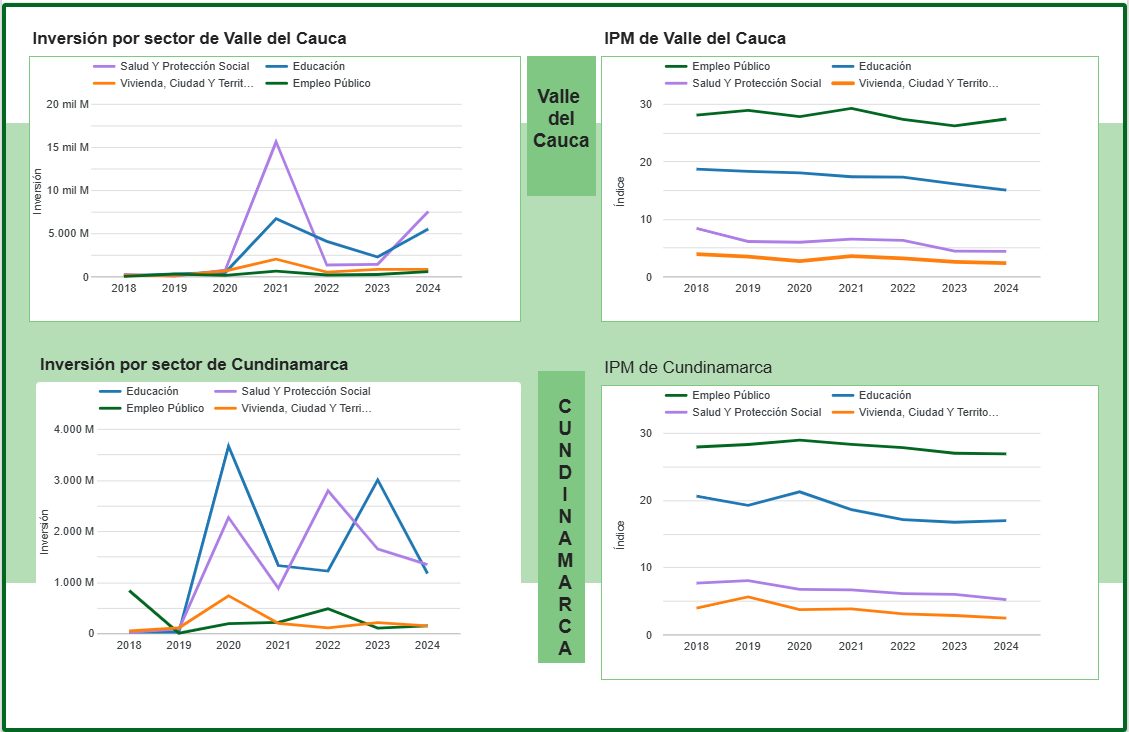 Inversión por sector de Valle del Cauca
Salud Y Protección Social
Educación
Vivienda, Ciudad Y Territ...
Empleo Público
20 mil M
15 mil M
10 mil M
5.000 M
0
Inversión
2018 2019 2020 2021 2022 2023 2024
Valle
del
Cauca
IPM de Valle del Cauca
Empleo Público
Educación
Salud Y Protección Social
Vivienda, Ciudad Y Territo...
30
20
10
0
Índice
2018 2019 2020 2021 2022 2023 2024
Inversión por sector de Cundinamarca
Educación
Salud Y Protección Social
Empleo Público
Vivienda, Ciudad Y Terri...
4.000 M
3.000 M
2.000 M
1.000 M
0
Inversión
2018 2019 2020 2021 2022 2023 2024
C
U
N
D
I
N
A
M
A
R
C
A
IPM de Cundinamarca
Empleo Público
Educación
Salud Y Protección Social
Vivienda, Ciudad Y Territo...
30
20
10
0
Índice
2018 2019 2020 2021 2022 2023 2024